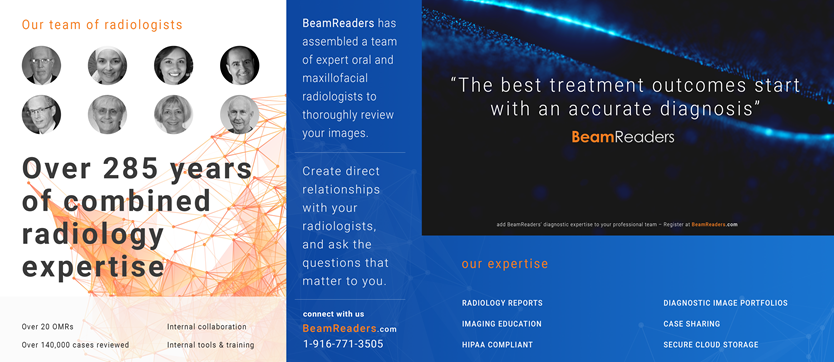 Our team of radiologists
Over 285 years
of combined
radiology
expertise
Over 20 OMRs
Internal collaboration
Over 140,000 cases reviewed
Internal tools & training
BeamReaders has
assembled a team
of expert oral and
maxillofacial
radiologists to
thoroughly review
your images.
Create direct
relationships
with your
radiologists,
and ask the
questions that
matter to you.
connect with us
BeamReaders.com
1-916-771-3505
“The best treatment outcomes start
with an accurate diagnosis”
BeamReaders
add BeamReaders' diagnostic expertise to your professional team – Register at BeamReaders.com
our expertise
RADIOLOGY REPORTS
DIAGNOSTIC IMAGE PORTFOLIOS
IMAGING EDUCATION
CASE SHARING
HIPAA COMPLIANT
SECURE CLOUD STORAGE